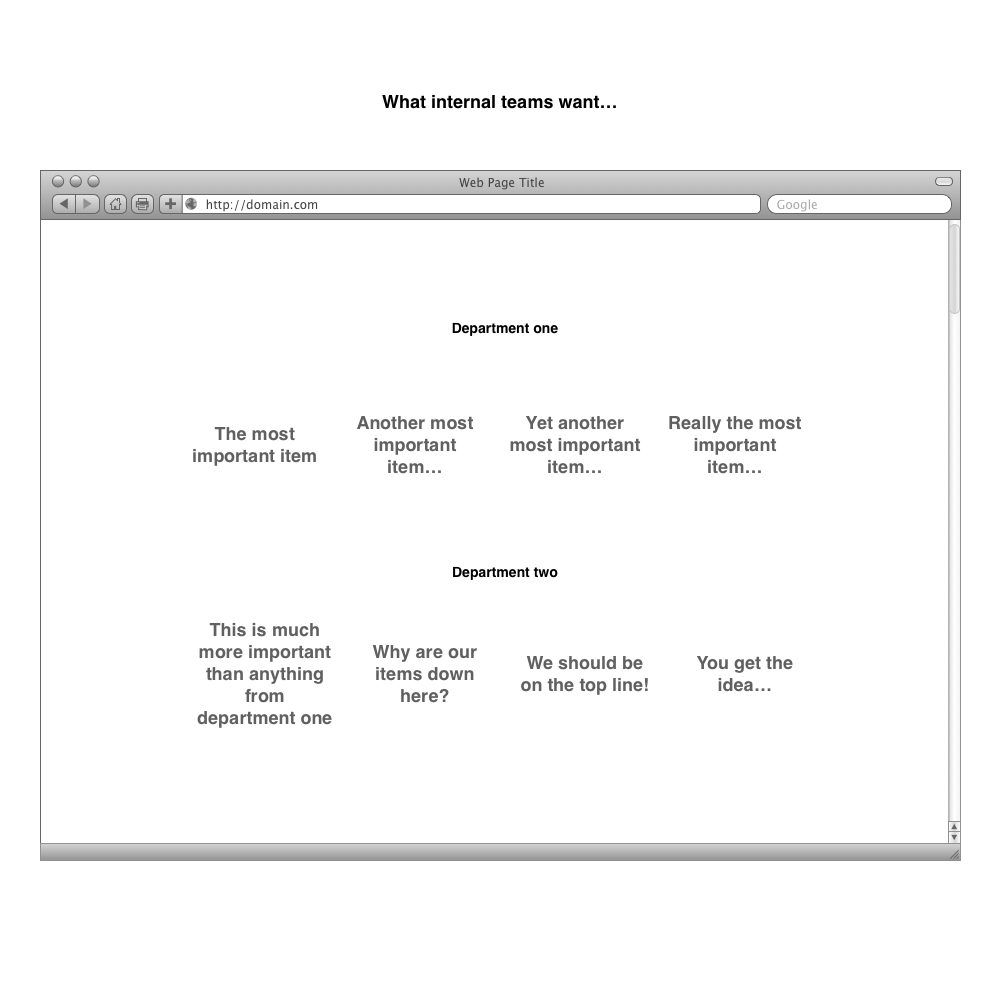 What internal teams want…
Web Page Title
http://domain.com
Google
Department one
The most
important item
Another most
important
item…
Yet another
most important
item…
Really the most
important
item…
Department two
This is much
more important
than anything
from
department one
Why are our
items down
here?
We should be
on the top line!
You get the
idea…